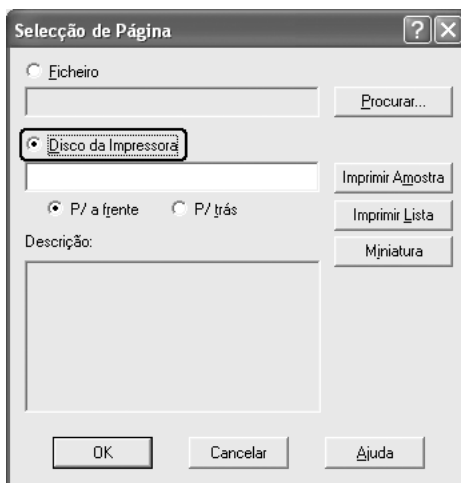 Selecção de Página
Ficheiro
Procurar...
Disco da Impressora
Imprimir Amostra
P/ a frente P/ trás
Imprimir Lista
Descrição:
Miniatura
OK Cancelar Ajuda